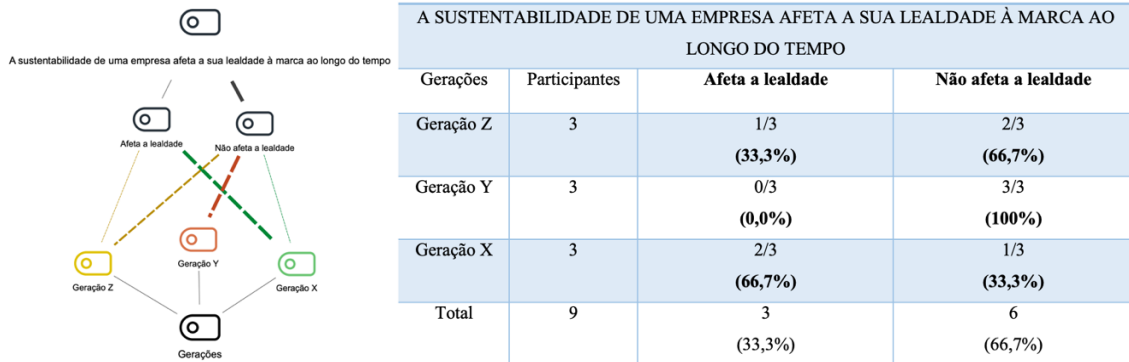 A sustentabilidade de uma empresa afeta a sua lealdade à marca ao longo do tempo
Afeta a lealdade
Não afeta a lealdade
Geração Y
Geração Z
Geração X
Gerações
A SUSTENTABILIDADE DE UMA EMPRESA AFETA A SUA LEALDADE À MARCA AO
LONGO DO TEMPO
Gerações Participantes Afeta a lealdade Não afeta a lealdade
Geração Z 3 1/3 2/3
(33,3%) (66,7%)
Geração Y 3 0/3 3/3
(0,0%) (100%)
Geração X 3 2/3 1/3
(66,7%) (33,3%)
Total 9 3 6
(33,3%) (66,7%)